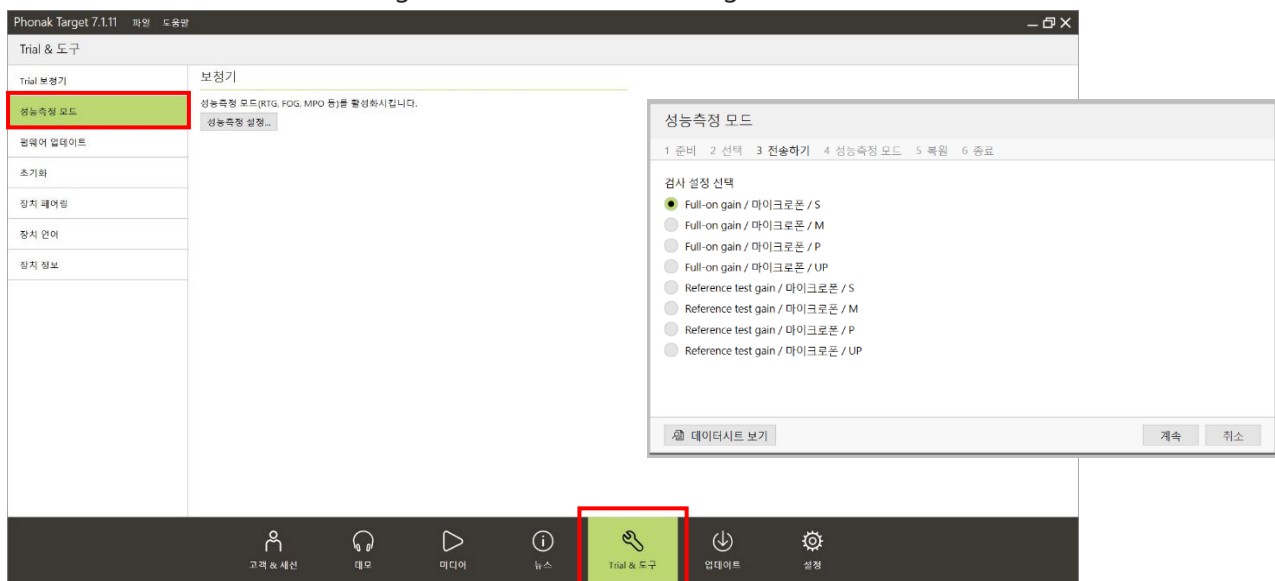 Phonak Target 7.1.11 파일 도움말
Trial & 도구
Trial 보청기
성능측정 모드
펌웨어 업데이트
초기화
장치 페어링
장치 언어
장치 정보
보청기
성능측정 모드(RTG, FOG, MPO 등)를 활성화시킵니다.
성능측정 설정...
성능측정 모드
1 준비 2 선택 3 전송하기 4 성능측정 모드 5 복원 6 종료
검사 설정 선택
Full-on gain / 마이크로폰 / S
Full-on gain / 마이크로폰 / M
Full-on gain / 마이크로폰 / P
Full-on gain / 마이크로폰 / UP
Reference test gain / 마이크로폰 / S
Reference test gain / 마이크로폰 / M
Reference test gain / 마이크로폰 / P
Reference test gain / 마이크로폰 / UP
데이터시트 보기 계속 취소
고객 & 세션 데모 미디어 뉴스 Trial & 도구 업데이트 설정